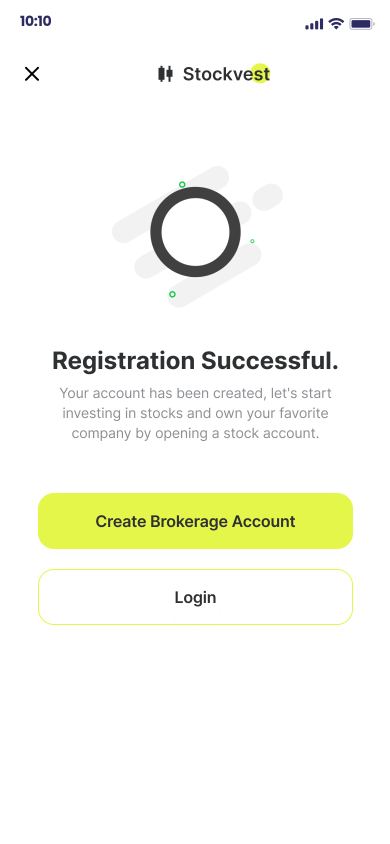 10:10
Stockvest
Registration Successful.
Your account has been created, let's start
investing in stocks and own your favorite
company by opening a stock account.
Create Brokerage Account
Login